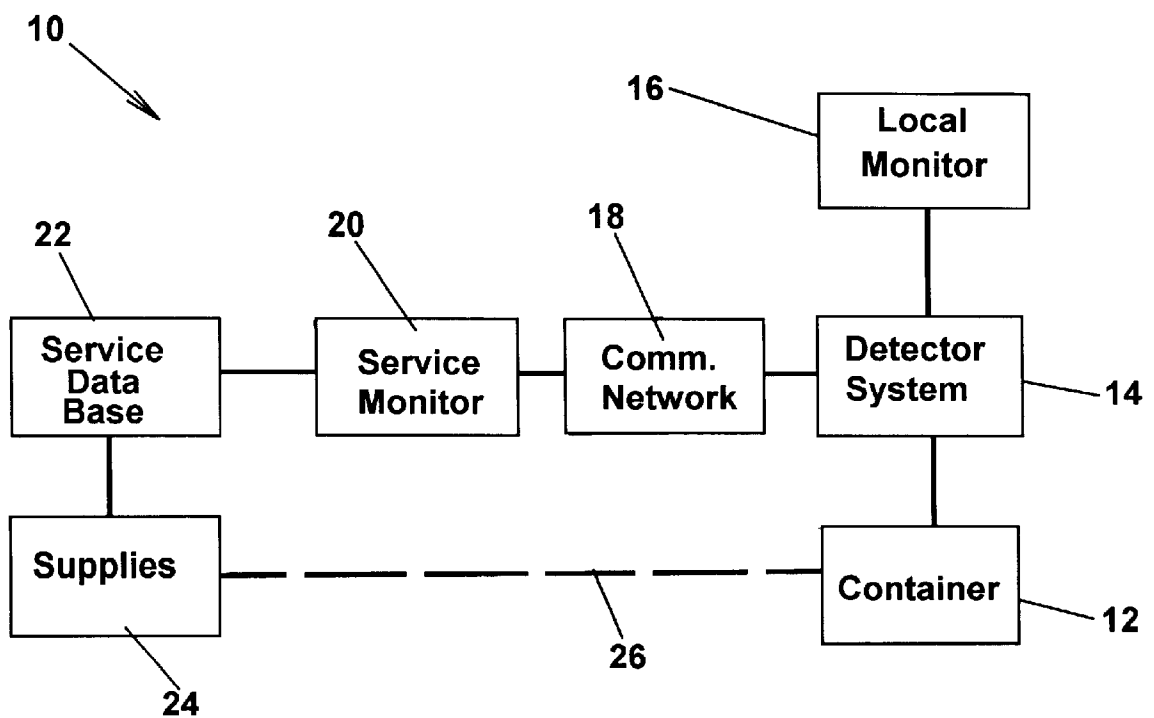 10
16
Local
Monitor
22
20
18
Service
Data
Base
Service
Monitor
Comm.
Network
Detector
System
14
Supplies
Container
12
26
24